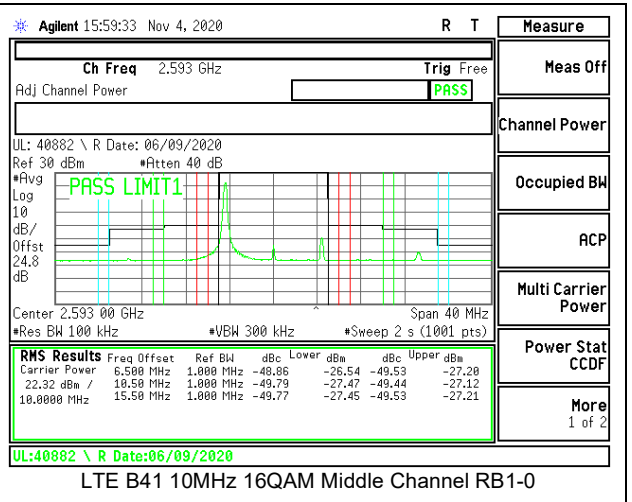 Agilent 15:59:33 Nov 4, 2020 R T Measure
Ch Freq 2.593 GHz Trig Free
Meas Off
Adj Channel Power PASS
Channel Power
UL: 40882 \ R Date: 06/09/2020
Ref 30 dBm #Atten 40 dB
#Avg
Log
10
dB/
Offst
24.8
dB
PASS LIMIT1
Occupied BW
ACP
Multi Carrier
Power
Center 2.593 00 GHz Span 40 MHz
#Res BW 100 kHz #VBW 300 kHz #Sweep 2 s (1001 pts)
Power Stat
CCDF
RMS Results Freq Offset Ref BW dBc Lower dBm dBc Upper dBm
Carrier Power 6.500 MHz 1.000 MHz -48.86 -26.54 -49.53 -27.20
22.32 dBm / 10.50 MHz 1.000 MHz -49.79 -27.47 -49.44 -27.12
10.0000 MHz 15.50 MHz 1.000 MHz -49.77 -27.45 -49.53 -27.21
More
1 of 2
UL:40882 \ R Date:06/09/2020
LTE B41 10MHz 16QAM Middle Channel RB1-0